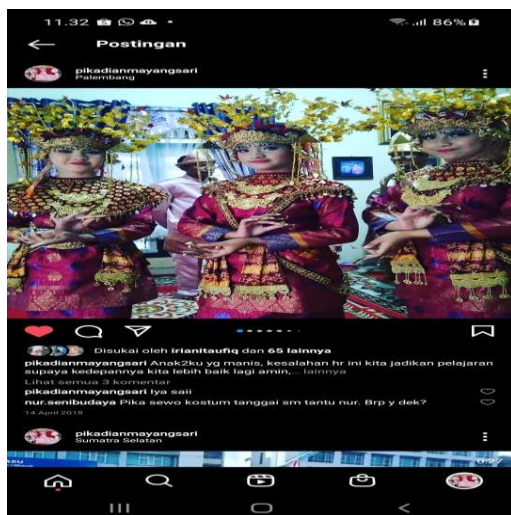 11.32
86%
Postingan
pikadianmayangsari
Palembang
Disukai oleh irianitaufiq dan 65 lainnya
pikadianmayangsari Anak2ku yg manis, kesalahan hr ini kita jadikan pelajaran
supaya kedepannya kita lebih baik lagi amin,... lainnya
Lihat semua 3 komentar
pikadianmayangsari Iya saii
nur.senibudaya Pika sewo kostum tanggai sm tantu nur. Brp y dek?
14 April 2018
pikadianmayangsari
Sumatra Selatan